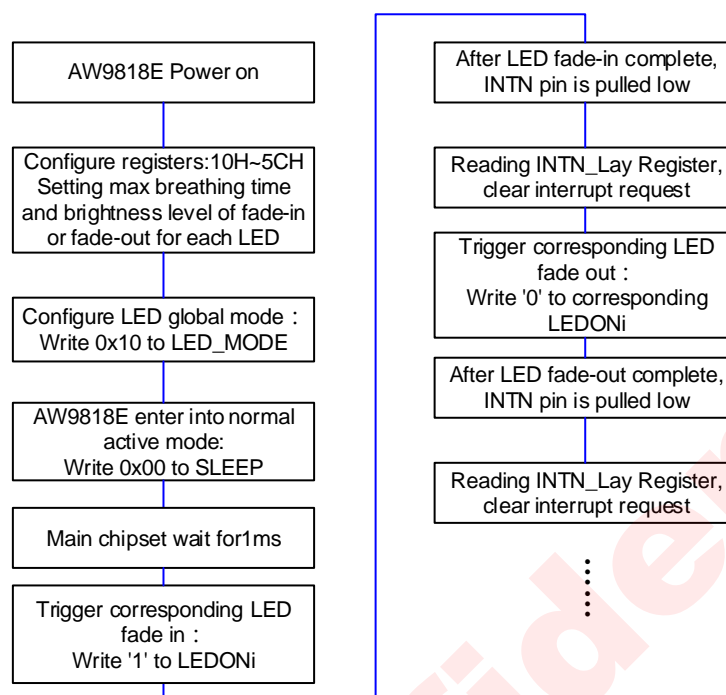 AW9818E Power on
Configure registers:10H~5CH
Setting max breathing time
and brightness level of fade-in
or fade-out for each LED
Configure LED global mode：
Write 0x10 to LED_MODE
AW9818E enter into normal
active mode:
Write 0x00 to SLEEP
Main chipset wait for1ms
Trigger corresponding LED
fade in：
Write '1' to LEDONi
After LED fade-in complete,
INTN pin is pulled low
Reading INTN_Lay Register,
clear interrupt request
Trigger corresponding LED
fade out：
Write '0' to corresponding
LEDONi
After LED fade-out complete,
INTN pin is pulled low
Reading INTN_Lay Register,
clear interrupt request
……